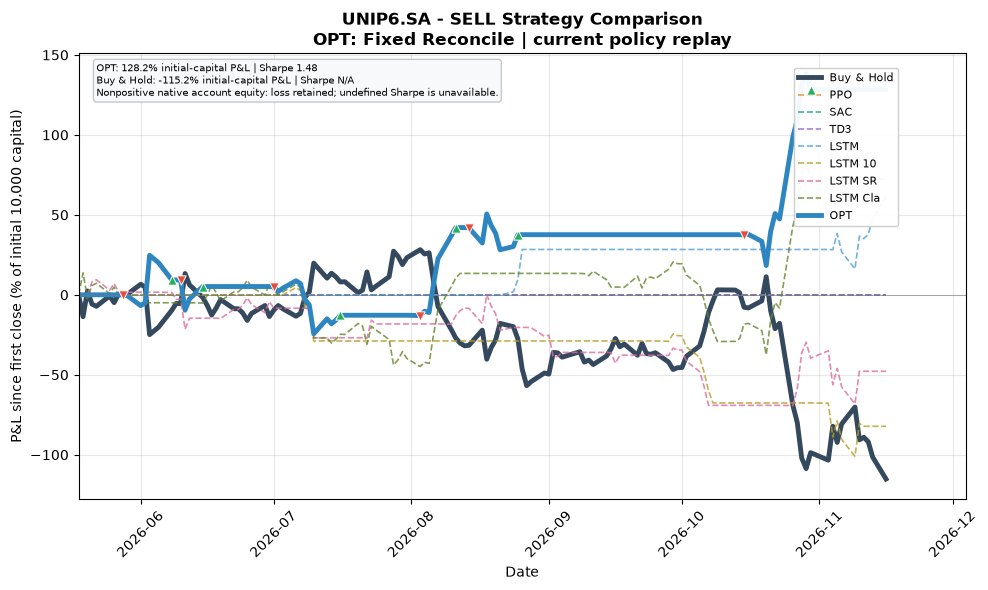 UNIP6.SA - SELL Strategy Comparison
OPT: Fixed Reconcile | current policy replay
OPT: 128.2% initial-capital P&L | Sharpe 1.48
Buy & Hold: -115.2% initial-capital P&L | Sharpe N/A
Nonpositive native account equity: loss retained; undefined Sharpe is unavailable.
Buy & Hold
PPO
SAC
TD3
LSTM
LSTM 10
LSTM SR
LSTM Cla
OPT
P&L since first close (% of initial 10,000 capital)
150
100
50
0
−50
−100
2026-06
2026-07
2026-08
2026-09
2026-10
2026-11
2026-12
Date